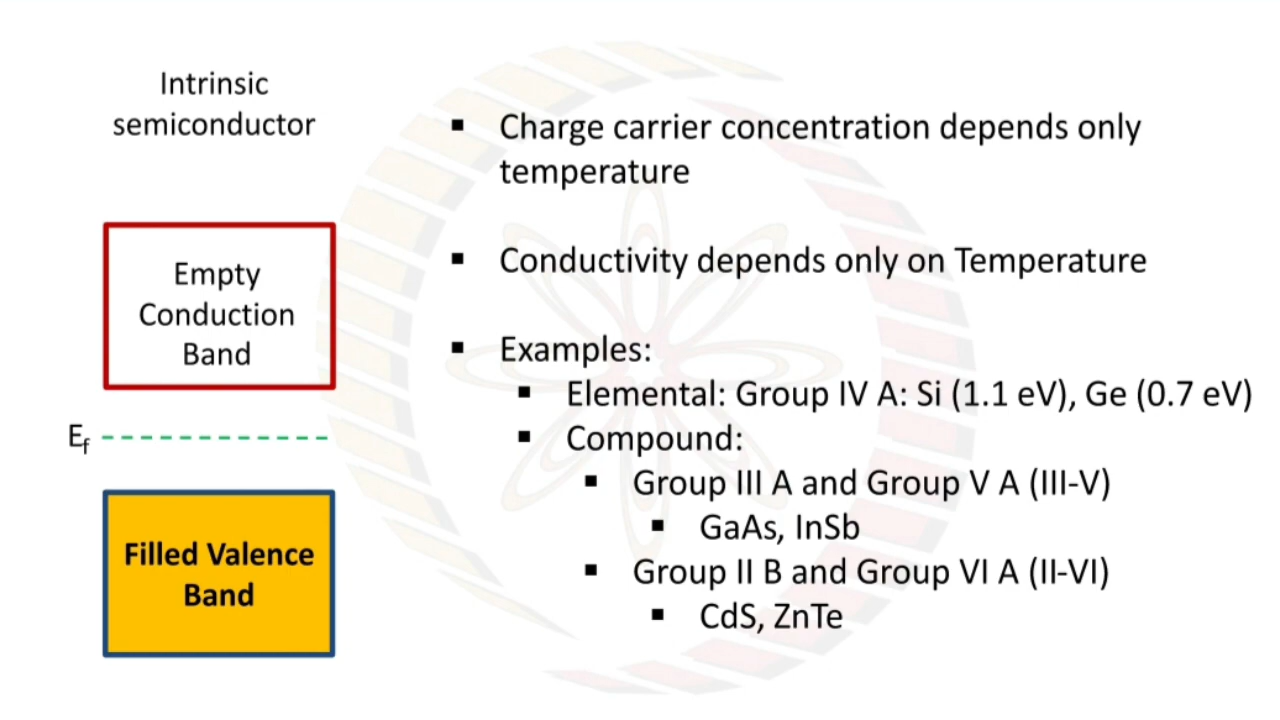 Intrinsic
semiconductor
Empty
Conduction
Band
E_f
Filled Valence
Band
▪ Charge carrier concentration depends only
temperature
▪ Conductivity depends only on Temperature
▪ Examples:
▪ Elemental: Group IV A: Si (1.1 eV), Ge (0.7 eV)
▪ Compound:
▪ Group III A and Group V A (III-V)
▪ GaAs, InSb
▪ Group II B and Group VI A (II-VI)
▪ CdS, ZnTe